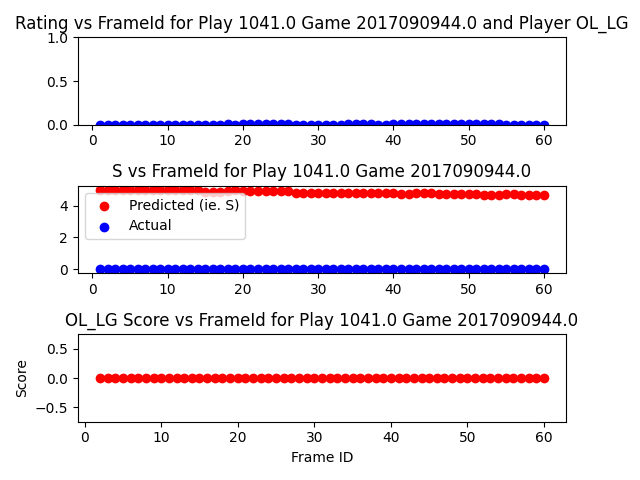 Rating vs FrameId for Play 1041.0 Game 2017090944.0 and Player OL_LG
1.0
0.5
0.0
0 10 20 30 40 50 60
S vs FrameId for Play 1041.0 Game 2017090944.0
4
2
0
Predicted (ie. S)
Actual
0 10 20 30 40 50 60
OL_LG Score vs FrameId for Play 1041.0 Game 2017090944.0
Score
0.5
0.0
−0.5
0 10 20 30 40 50 60
Frame ID